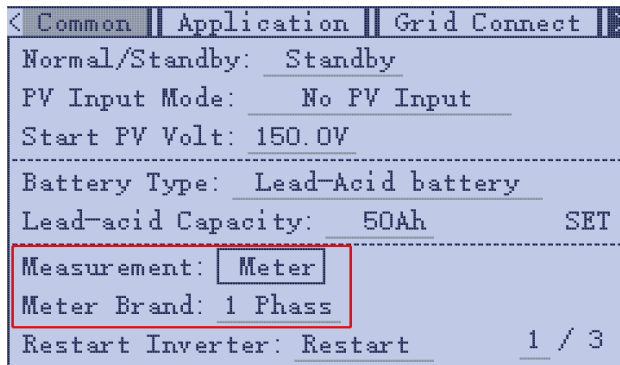 < Common Application Grid Connect
Normal/Standby: Standby
PV Input Mode: No PV Input
Start PV Volt: 150.0V
Battery Type: Lead-Acid battery
Lead-acid Capacity: 50Ah SET
Measurement: Meter
Meter Brand: 1 Phass
Restart Inverter: Restart 1 / 3